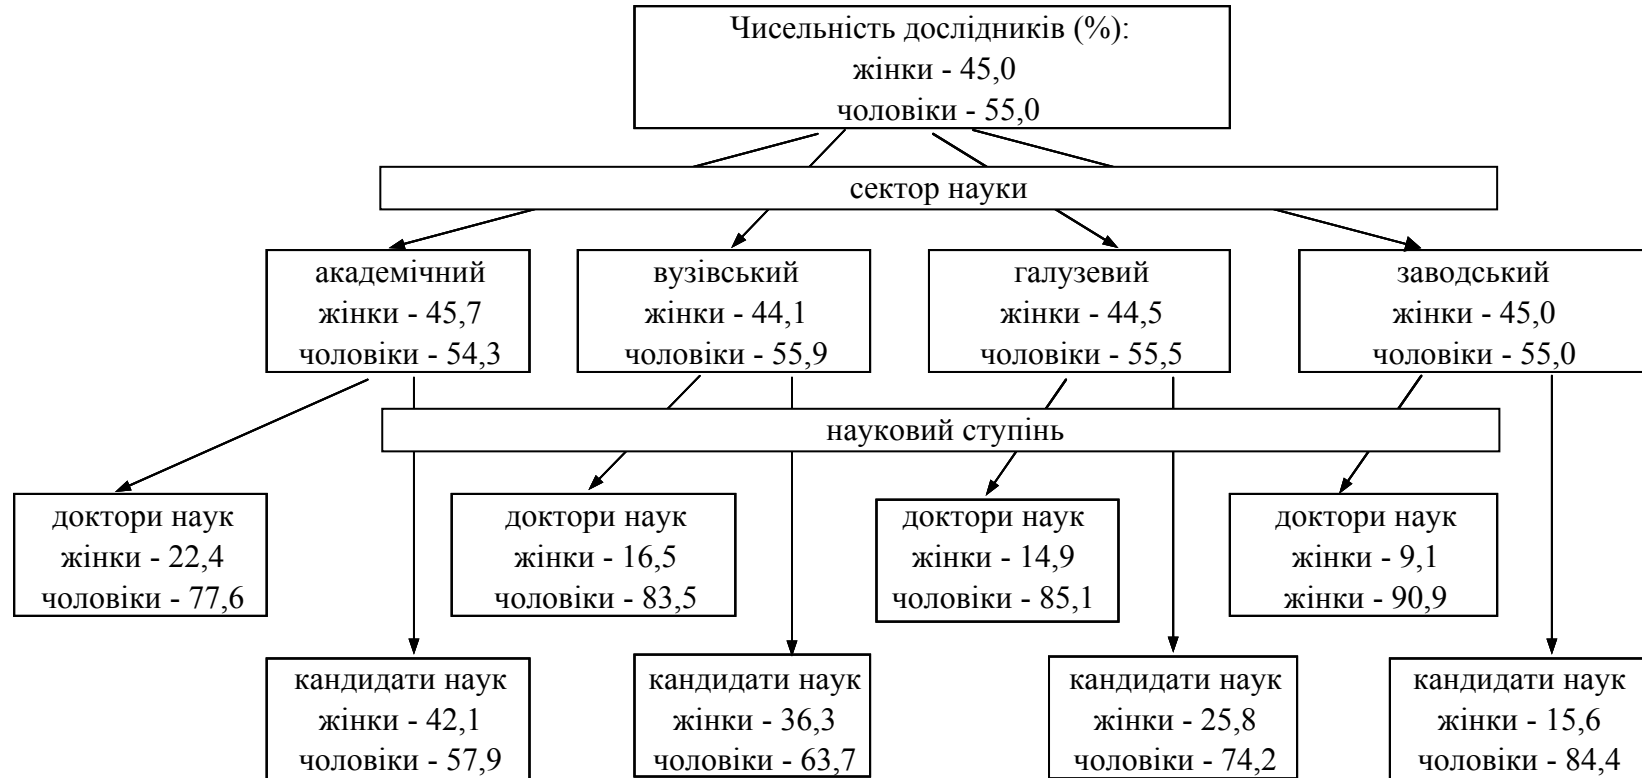 Чисельність дослідників (%):
жінки - 45,0
чоловіки - 55,0
сектор науки
академічний
жінки - 45,7
чоловіки - 54,3
вузівський
жінки - 44,1
чоловіки - 55,9
галузевий
жінки - 44,5
чоловіки - 55,5
заводський
жінки - 45,0
чоловіки - 55,0
науковий ступінь
доктори наук
жінки - 22,4
чоловіки - 77,6
доктори наук
жінки - 16,5
чоловіки - 83,5
доктори наук
жінки - 14,9
чоловіки - 85,1
доктори наук
жінки - 9,1
жінки - 90,9
кандидати наук
жінки - 42,1
чоловіки - 57,9
кандидати наук
жінки - 36,3
чоловіки - 63,7
кандидати наук
жінки - 25,8
чоловіки - 74,2
кандидати наук
жінки - 15,6
чоловіки - 84,4